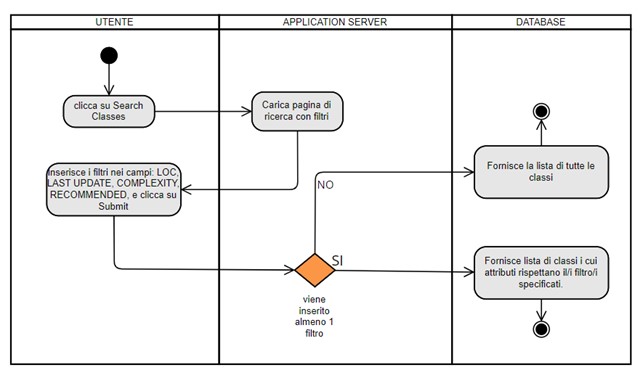 UTENTE
APPLICATION SERVER
DATABASE
clicca su Search
Classes
Carica pagina di
ricerca con filtri
Inserisce i filtri nei campi: LOC,
LAST UPDATE, COMPLEXITY,
RECOMMENDED, e clicca su
Submit
NO
Fornisce la lista di tutte le
classi
SI
viene
inserito
almeno 1
filtro
Fornisce lista di classi i cui
attributi rispettano il/i filtro/i
specificati.